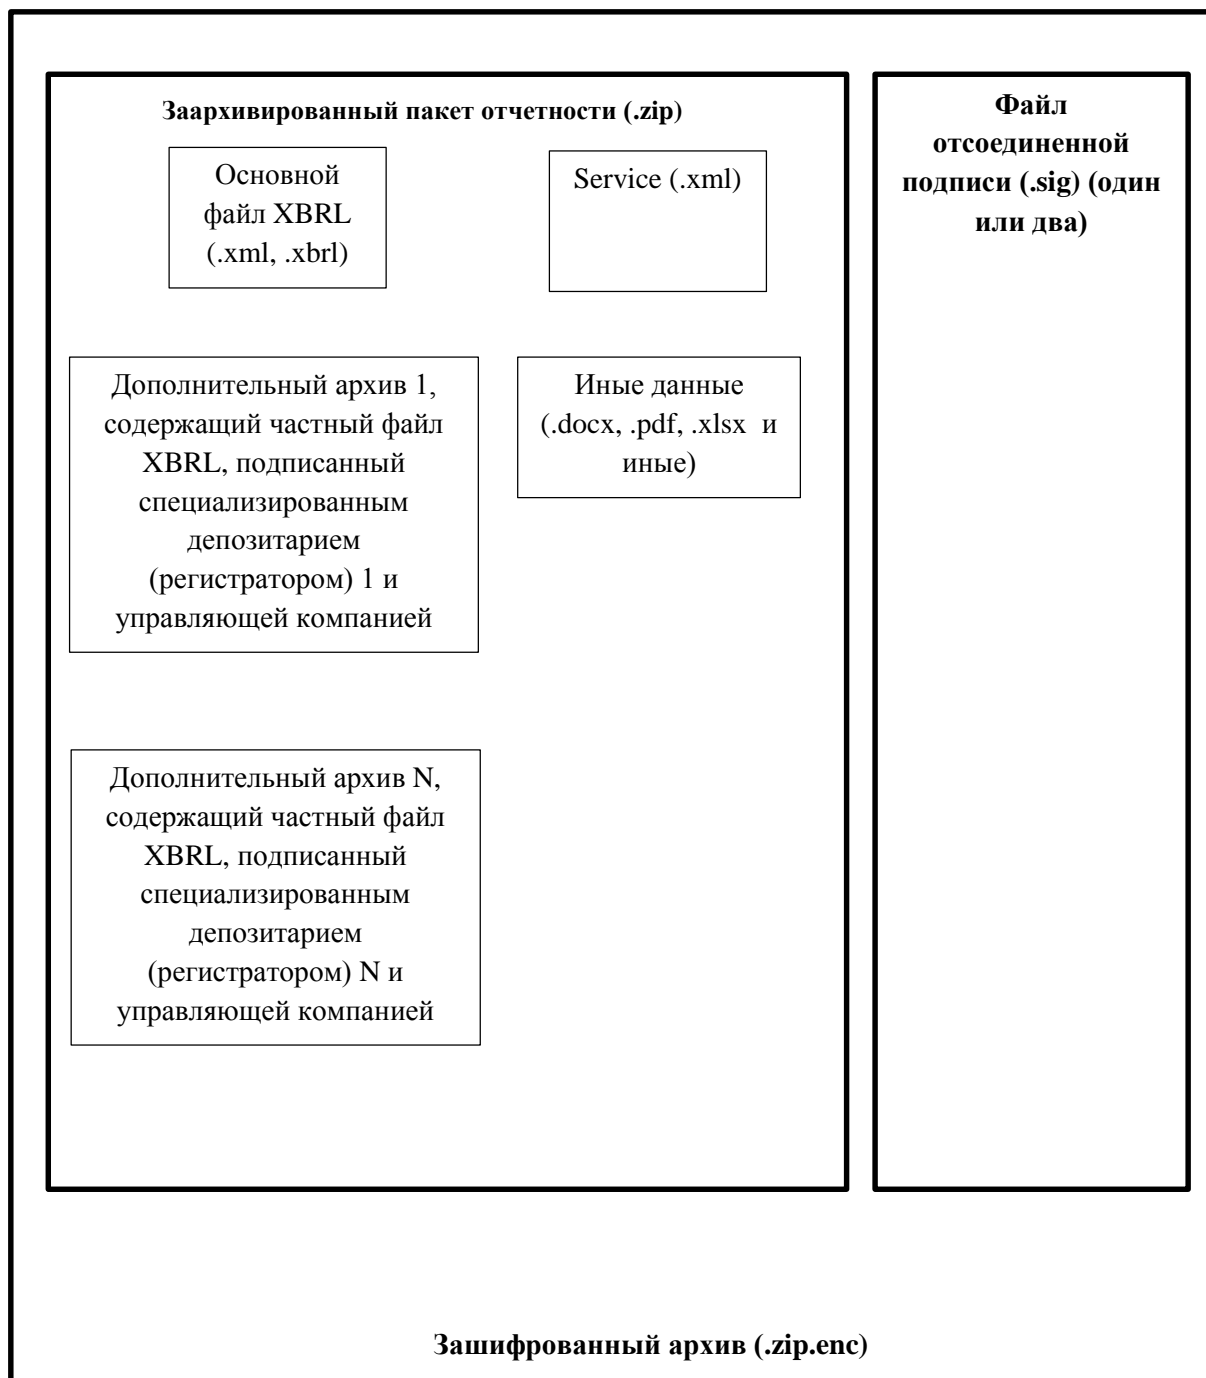 Заархивированный пакет отчетности (.zip)
Основной
файл XBRL
(.xml, .xbrl)
Service (.xml)
Дополнительный архив 1,
содержащий частный файл
XBRL, подписанный
специализированным
депозитарием
(регистратором) 1 и
управляющей компанией
Иные данные
(.docx, .pdf, .xlsx и
иные)
Дополнительный архив N,
содержащий частный файл
XBRL, подписанный
специализированным
депозитарием
(регистратором) N и
управляющей компанией
Файл
отсоединенной
подписи (.sig) (один
или два)
Зашифрованный архив (.zip.enc)